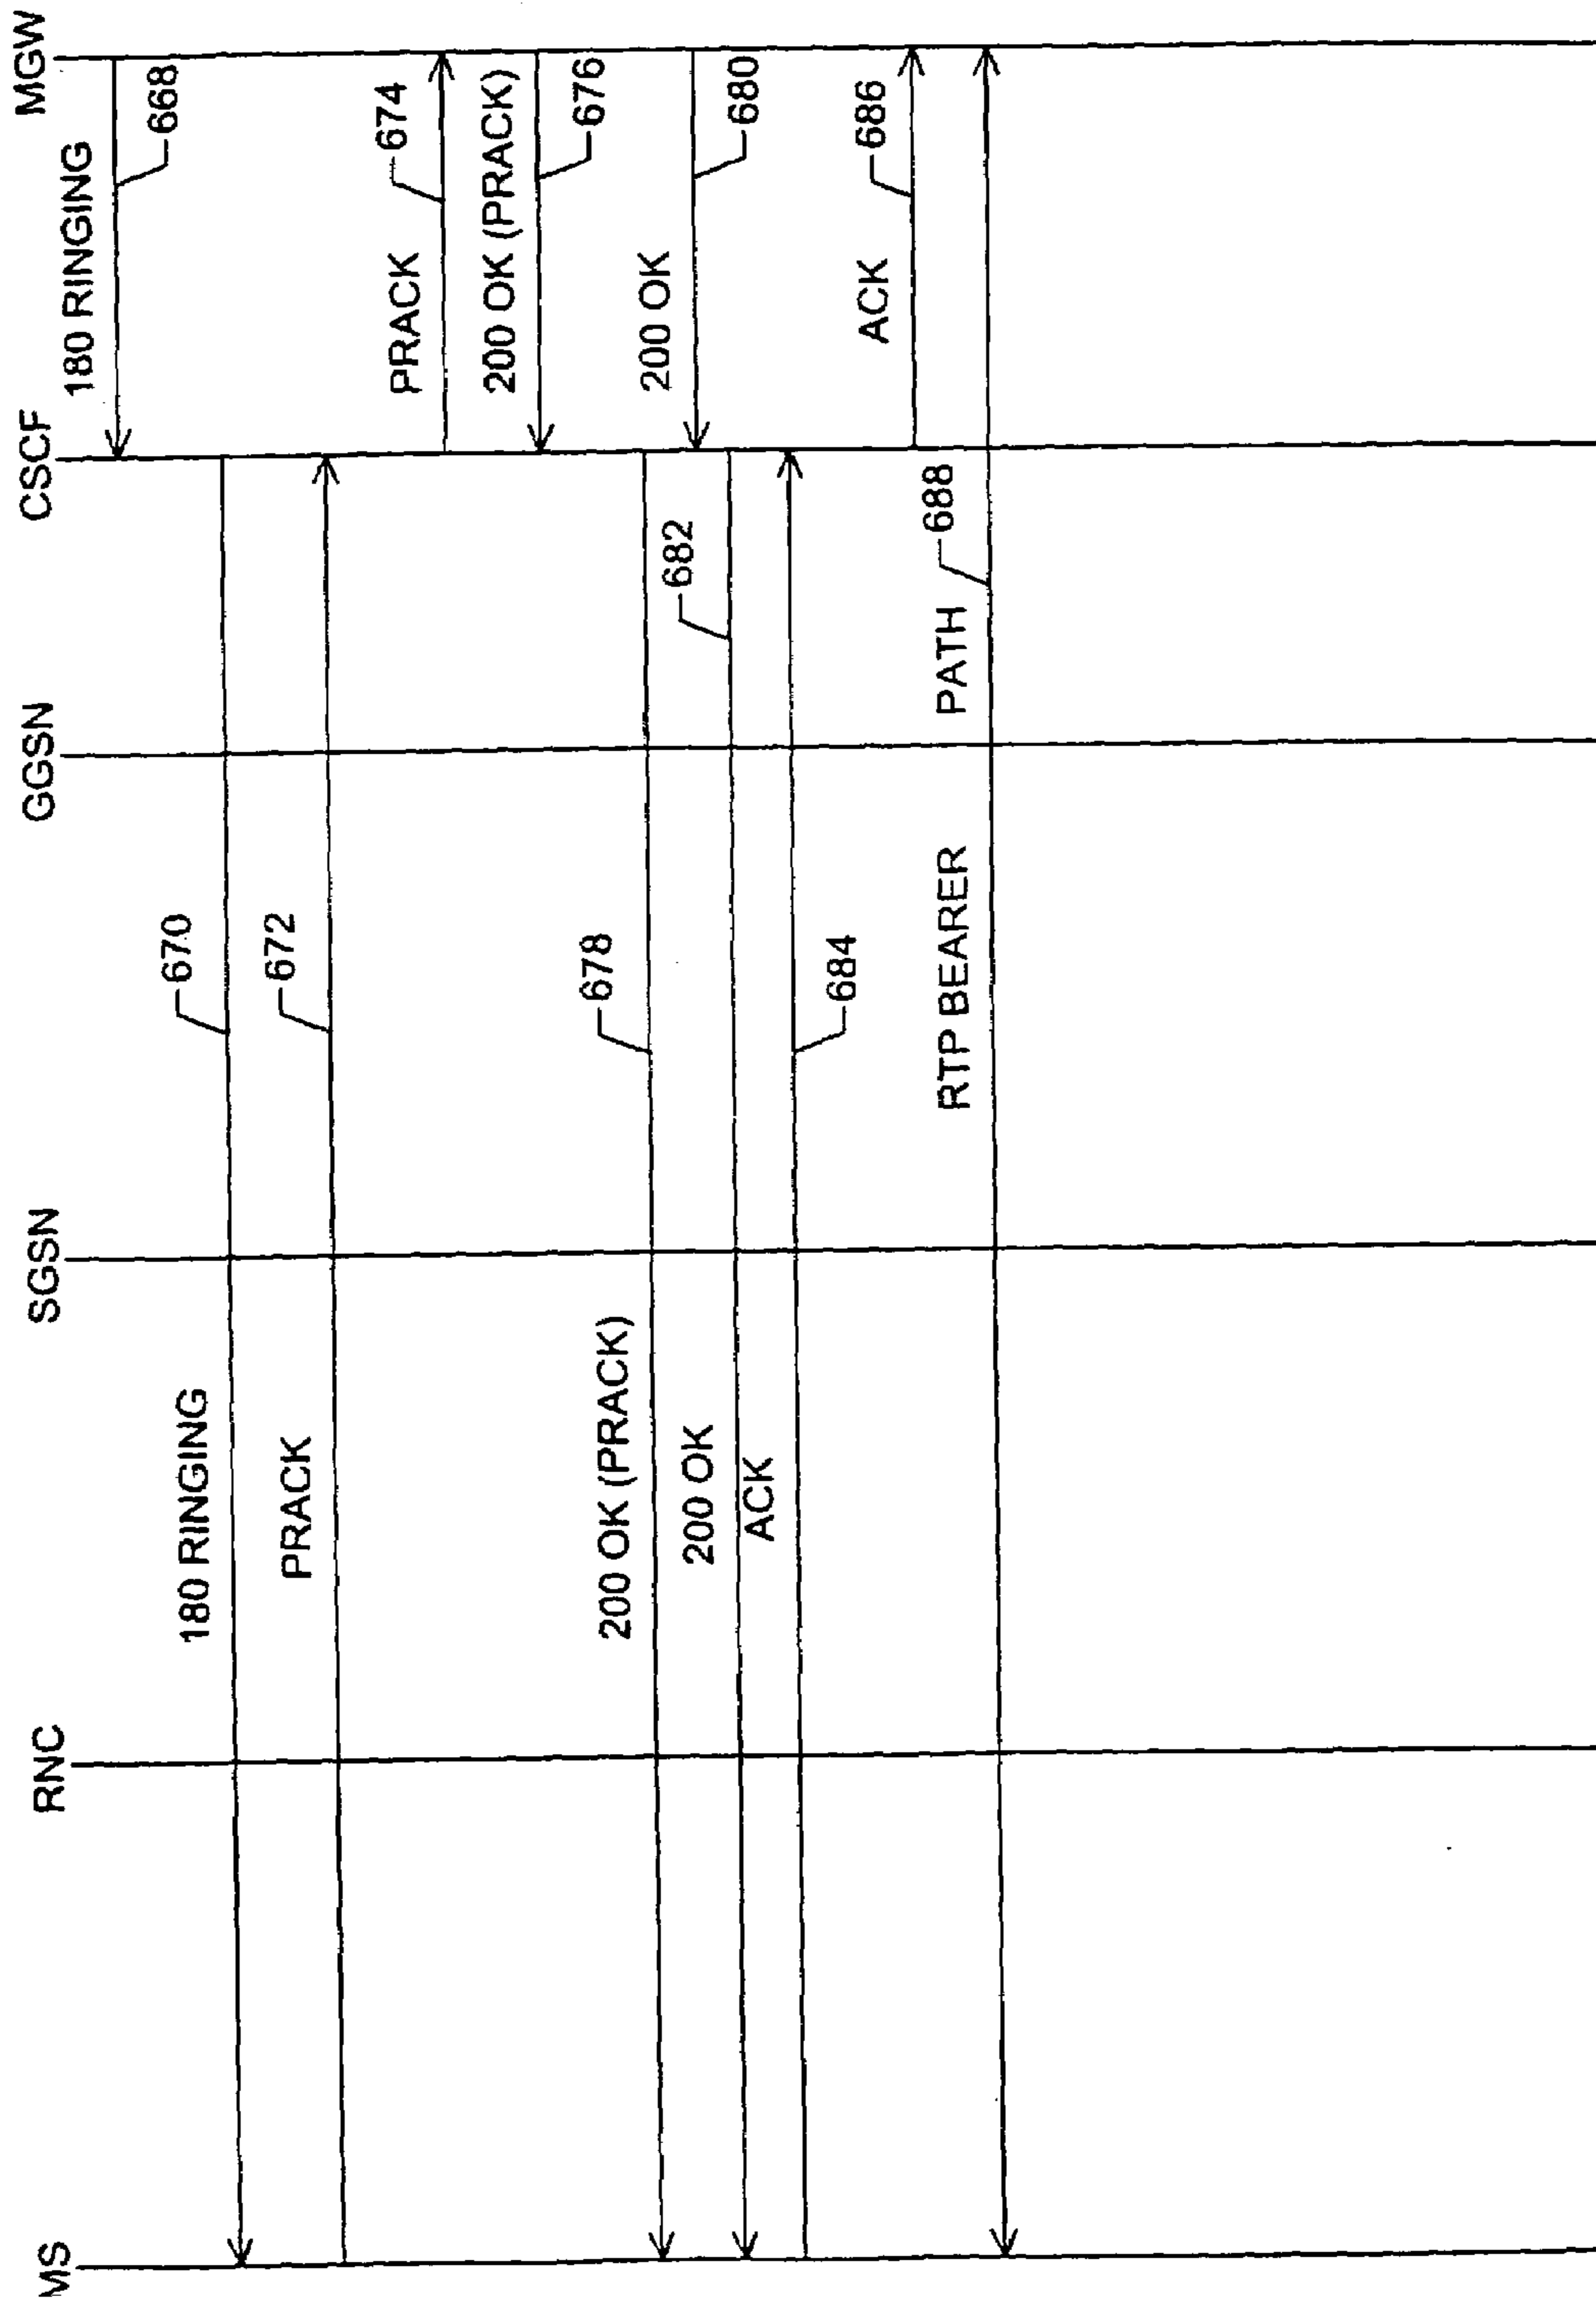 MS
RNC
SGSN
GGSN
CSCF
MGW
180 RINGING
668
180 RINGING
670
PRACK
672
PRACK
674
200 OK (PRACK)
676
200 OK (PRACK)
678
200 OK
680
200 OK
682
ACK
684
ACK
686
RTP BEARER PATH
688